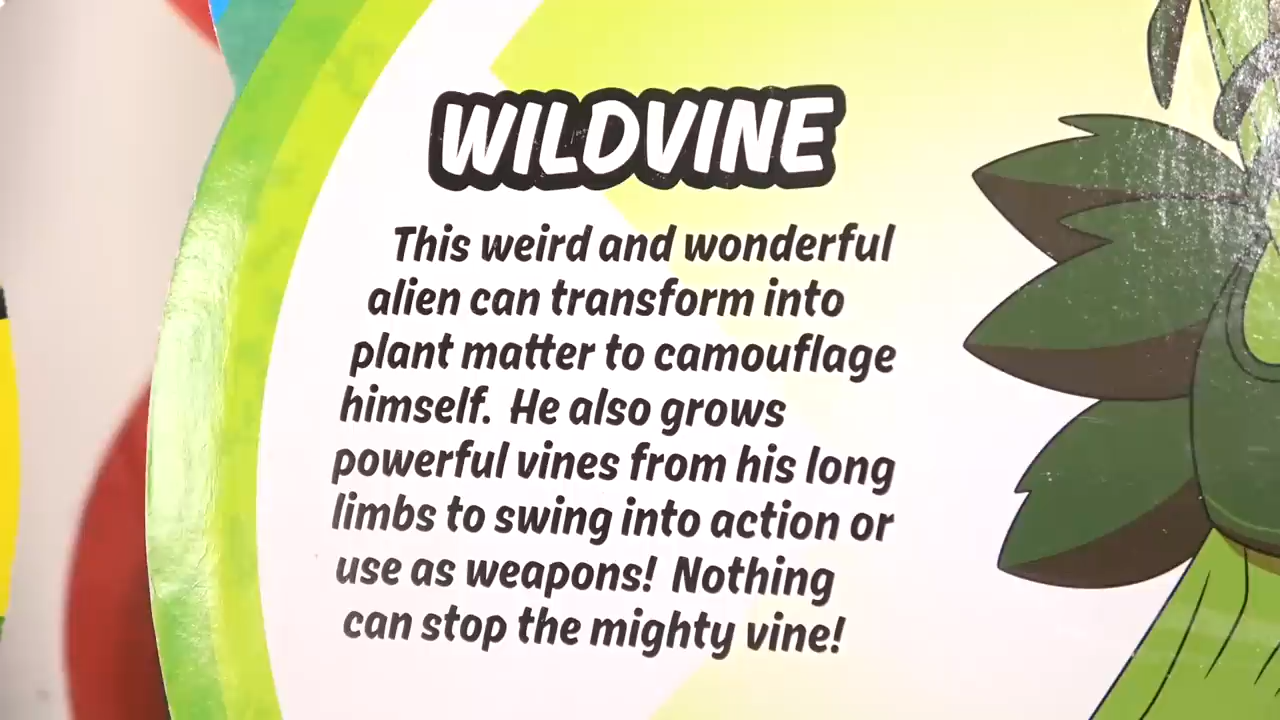 WILDVINE
This weird and wonderful
alien can transform into
plant matter to camouflage
himself. He also grows
powerful vines from his long
limbs to swing into action or
use as weapons! Nothing
can stop the mighty vine!